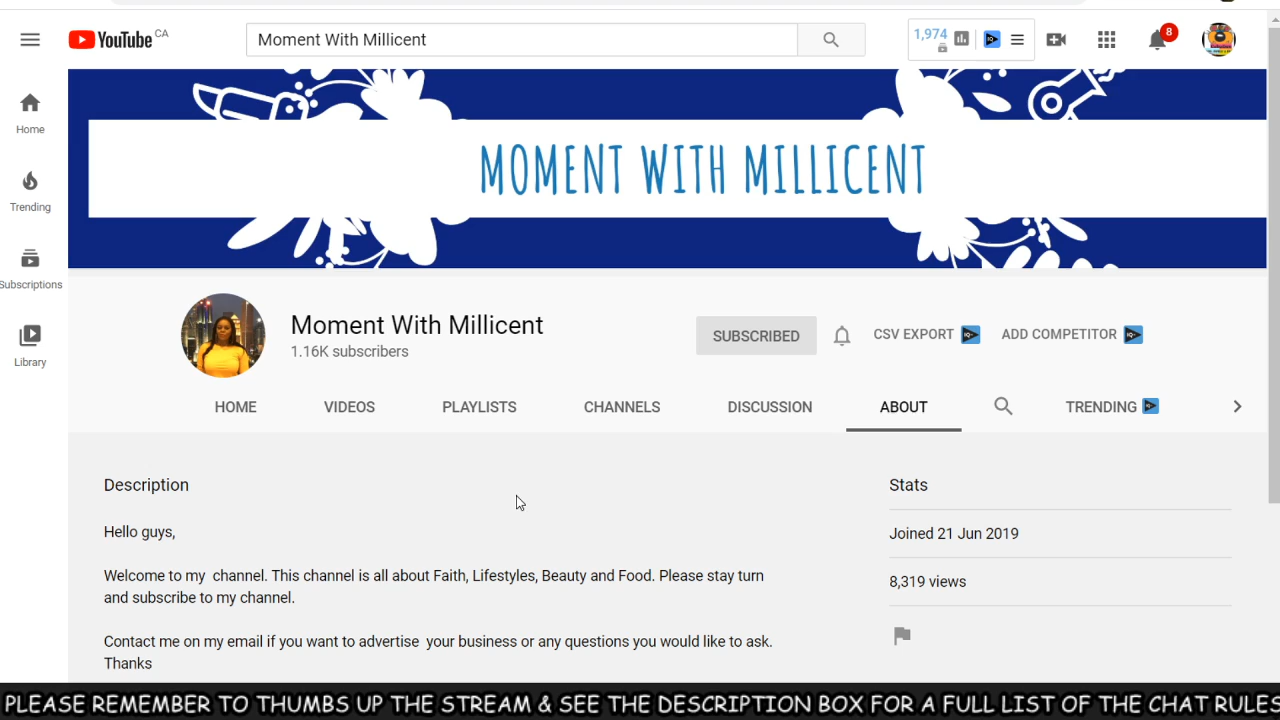 YouTube CA
Moment With Millicent
1,974
8
Home
Trending
Subscriptions
Library
MOMENT WITH MILLICENT
Moment With Millicent
1.16K subscribers
SUBSCRIBED
CSV EXPORT
ADD COMPETITOR
HOME
VIDEOS
PLAYLISTS
CHANNELS
DISCUSSION
ABOUT
TRENDING
Description
Hello guys,
Welcome to my channel. This channel is all about Faith, Lifestyles, Beauty and Food. Please stay turn
and subscribe to my channel.
Contact me on my email if you want to advertise your business or any questions you would like to ask.
Thanks
Stats
Joined 21 Jun 2019
8,319 views
PLEASE REMEMBER TO THUMBS UP THE STREAM & SEE THE DESCRIPTION BOX FOR A FULL LIST OF THE CHAT RULES